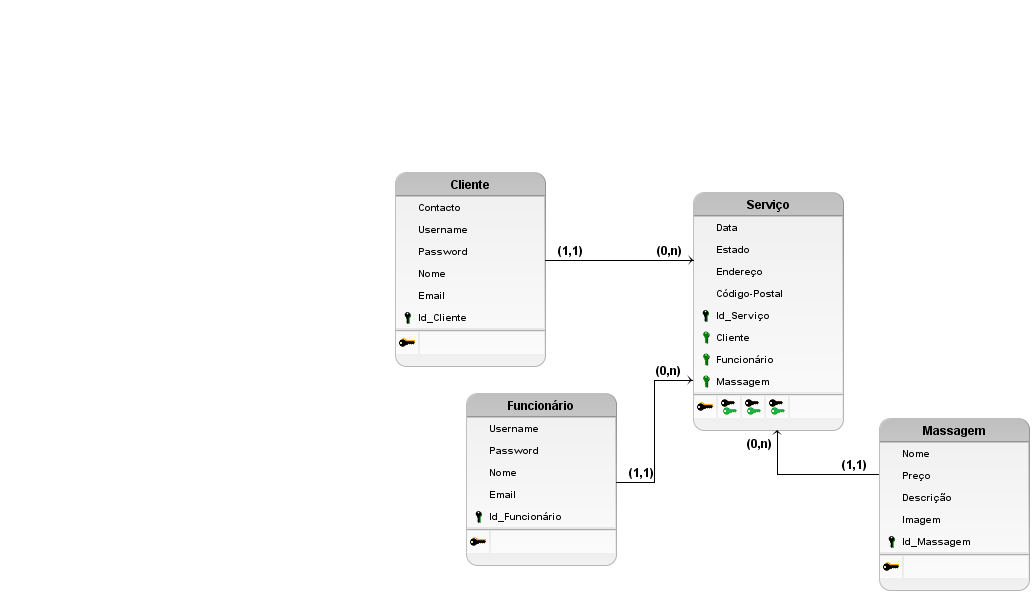 Cliente
Contacto
Username
Password
Nome
Email
Id_Cliente
(1,1)
(0,n)
Serviço
Data
Estado
Endereço
Código-Postal
Id_Serviço
Cliente
Funcionário
Massagem
(0,n)
Funcionário
Username
Password
Nome
Email
Id_Funcionário
(1,1)
(0,n)
(1,1)
Massagem
Nome
Preço
Descrição
Imagem
Id_Massagem